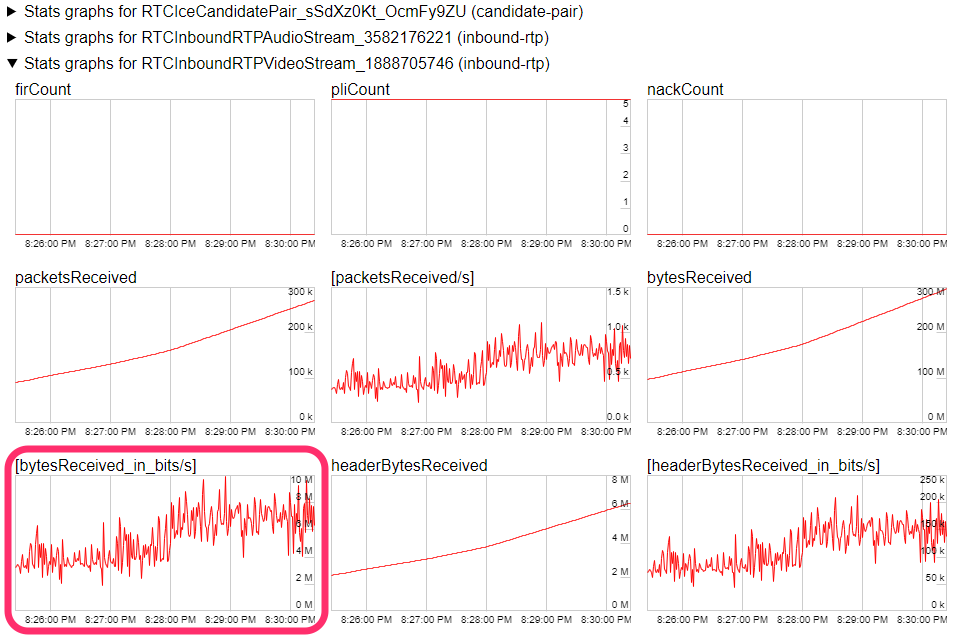 ▶ Stats graphs for RTCIceCandidatePair_sSdXz0Kt_OcmFy9ZU (candidate-pair)
▶ Stats graphs for RTCInboundRTPAudioStream_3582176221 (inbound-rtp)
▼ Stats graphs for RTCInboundRTPVideoStream_1888705746 (inbound-rtp)
firCount pliCount nackCount
5
4
3
2
1
0
8:26:00 PM 8:27:00 PM 8:28:00 PM 8:29:00 PM 8:30:00 PM 8:26:00 PM 8:27:00 PM 8:28:00 PM 8:29:00 PM 8:30:00 PM 8:26:00 PM 8:27:00 PM 8:28:00 PM 8:29:00 PM 8:30:00 PM
packetsReceived [packetsReceived/s] bytesReceived
300 k 1.5 k 300 M
200 k 1.0 k 200 M
100 k 0.5 k 100 M
0 k 0.0 k 0 M
8:26:00 PM 8:27:00 PM 8:28:00 PM 8:29:00 PM 8:30:00 PM 8:26:00 PM 8:27:00 PM 8:28:00 PM 8:29:00 PM 8:30:00 PM 8:26:00 PM 8:27:00 PM 8:28:00 PM 8:29:00 PM 8:30:00 PM
[bytesReceived_in_bits/s] headerBytesReceived [headerBytesReceived_in_bits/s]
10 M 8 M 250 k
8 M 6 M 200 k
6 M 4 M 150 k
4 M 2 M 100 k
2 M 0 M 50 k
0 M 0 k
8:26:00 PM 8:27:00 PM 8:28:00 PM 8:29:00 PM 8:30:00 PM 8:26:00 PM 8:27:00 PM 8:28:00 PM 8:29:00 PM 8:30:00 PM 8:26:00 PM 8:27:00 PM 8:28:00 PM 8:29:00 PM 8:30:00 PM